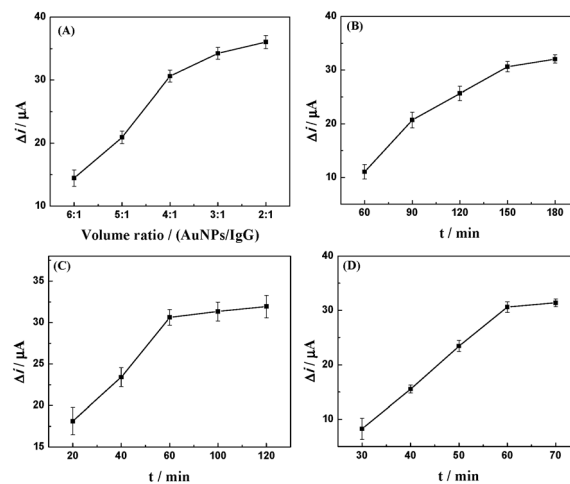 (A)
40
30
20
10
Δi / μA
6:1 5:1 4:1 3:1 2:1
Volume ratio / (AuNPs/IgG)
(B)
40
30
20
10
Δi / μA
60 90 120 150 180
t / min
(C)
35
30
25
20
15
Δi / μA
20 40 60 100 120
t / min
(D)
40
30
20
10
Δi / μA
30 40 50 60 70
t / min